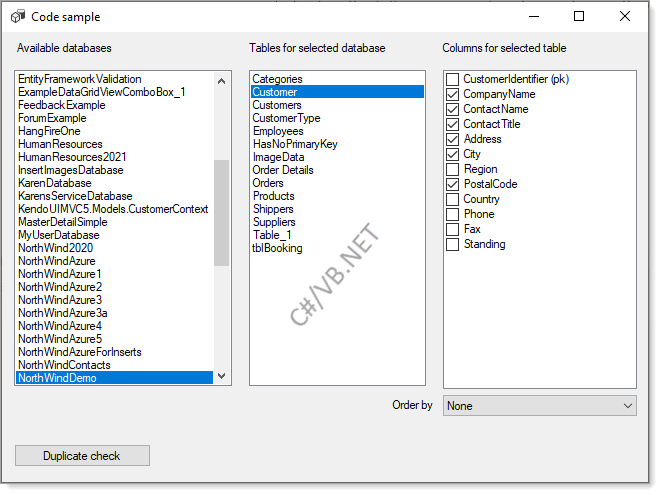 Code sample
Available databases
EntityFrameworkValidation
ExampleDataGridViewComboBox_1
FeedbackExample
ForumExample
HangFireOne
HumanResources
HumanResources2021
InsertImagesDatabase
KarenDatabase
KarensServiceDatabase
KendoUIMVC5.Models.CustomerContext
MasterDetailSimple
MyUserDatabase
NorthWind2020
NorthWindAzure
NorthWindAzure1
NorthWindAzure2
NorthWindAzure3
NorthWindAzure3a
NorthWindAzure4
NorthWindAzure5
NorthWindAzureForInserts
NorthWindContacts
NorthWindDemo
Tables for selected database
Categories
Customer
Customers
CustomerType
Employees
HasNoPrimaryKey
ImageData
Order Details
Orders
Products
Shippers
Suppliers
Table_1
tblBooking
C#/VB.NET
Columns for selected table
CustomerIdentifier (pk)
CompanyName
ContactName
ContactTitle
Address
City
Region
PostalCode
Country
Phone
Fax
Standing
Order by
None
Duplicate check